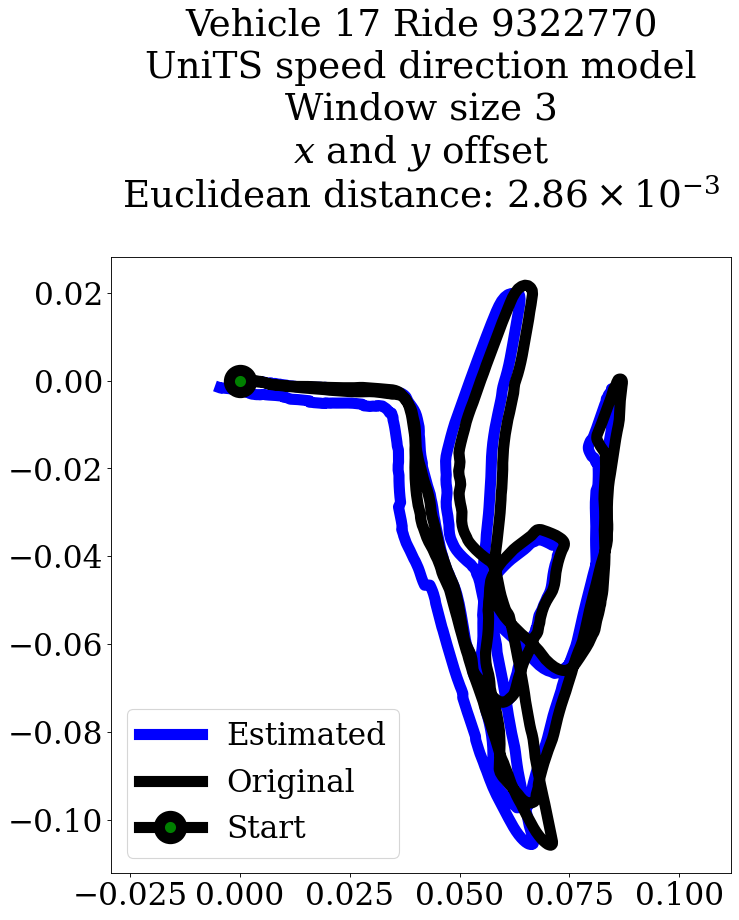 Vehicle 17 Ride 9322770
UniTS speed direction model
Window size 3
x and y offset
Euclidean distance: 2.86 × 10⁻³
0.02
0.00
−0.02
−0.04
−0.06
−0.08
−0.10
Estimated
Original
Start
−0.025 0.000 0.025 0.050 0.075 0.100